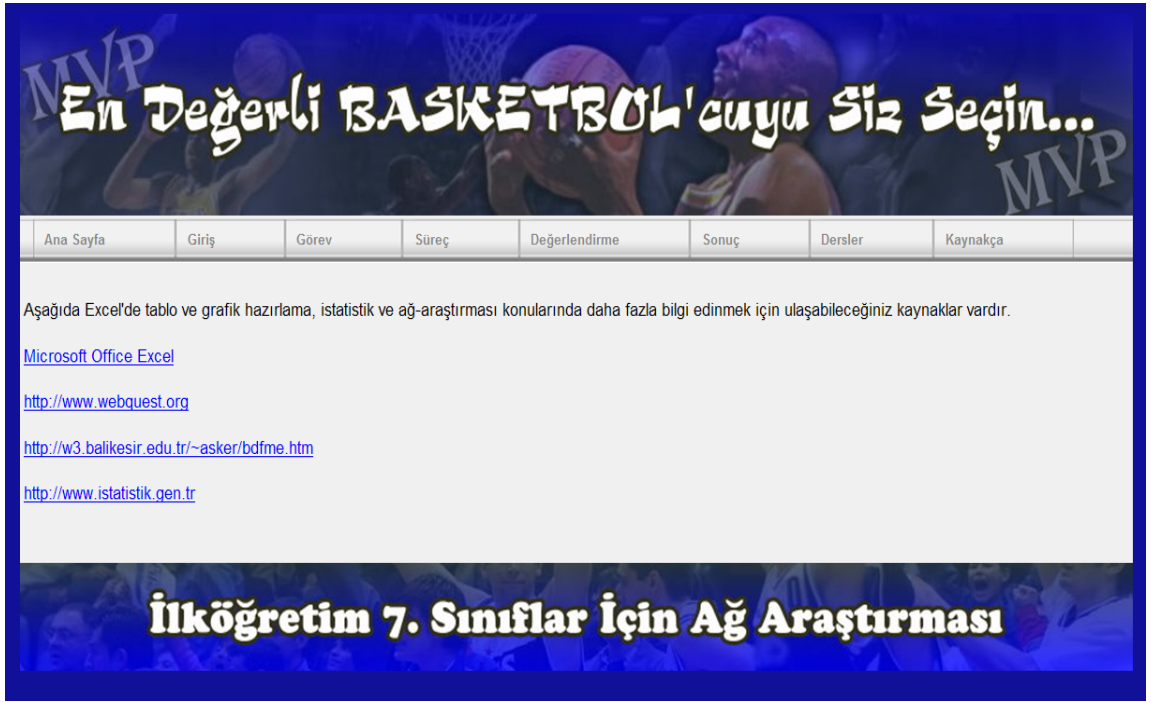 MVP
En Değerli BASKETBOL'cuyu Siz Seçin...
MVP
Ana Sayfa Giriş Görev Süreç Değerlendirme Sonuç Dersler Kaynakça
Aşağıda Excel'de tablo ve grafik hazırlama, istatistik ve ağ-araştırması konularında daha fazla bilgi edinmek için ulaşabileceğiniz kaynaklar vardır.
Microsoft Office Excel
http://www.webquest.org
http://w3.balikesir.edu.tr/~asker/bdfme.htm
http://www.istatistik.gen.tr
İlköğretim 7. Sınıflar İçin Ağ Araştırması